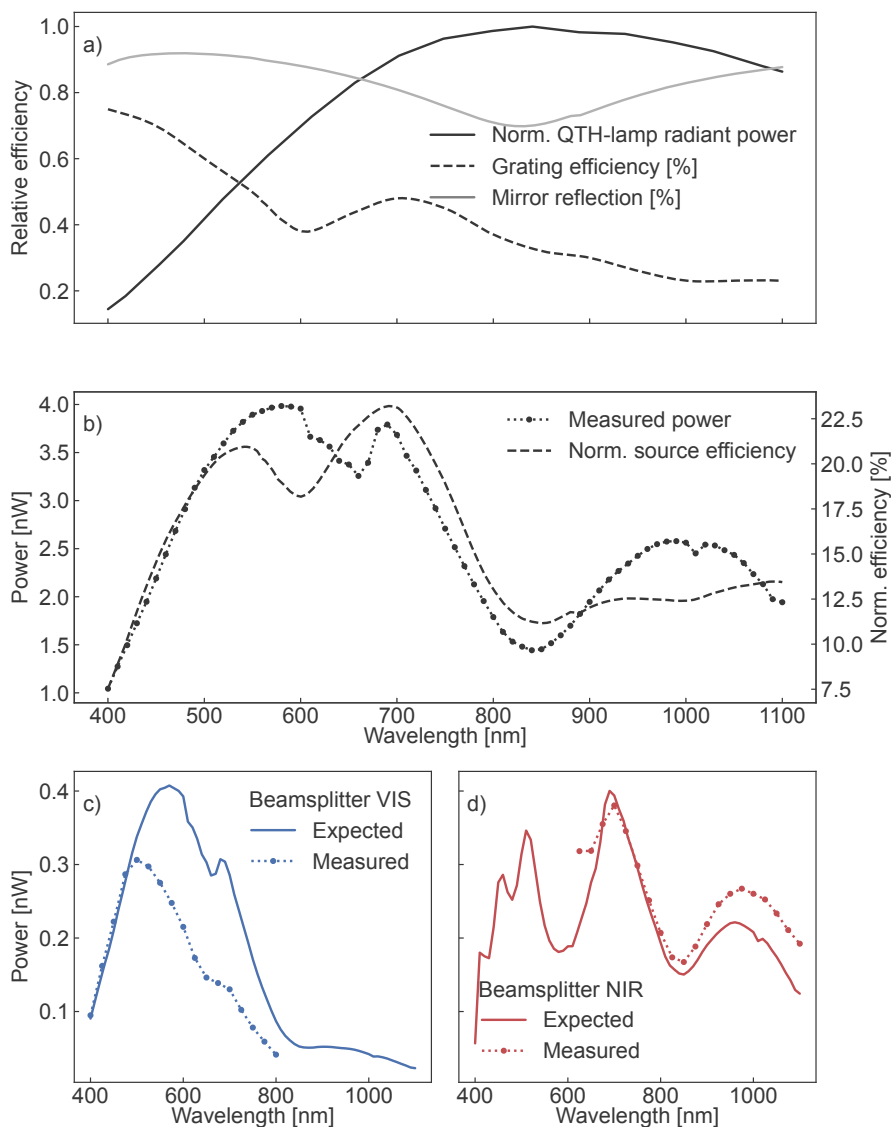 a)
1.0
0.8
0.6
0.4
0.2
Relative efficiency
Norm. QTH-lamp radiant power
Grating efficiency [%]
Mirror reflection [%]
b)
4.0
3.5
3.0
2.5
2.0
1.5
1.0
Power [nW]
Measured power
Norm. source efficiency
22.5
20.0
17.5
15.0
12.5
10.0
7.5
Norm. efficiency [%]
400 500 600 700 800 900 1000 1100
Wavelength [nm]
c)
0.4
0.3
0.2
0.1
Power [nW]
Beamsplitter VIS
Expected
Measured
400 600 800 1000
Wavelength [nm]
d)
Beamsplitter NIR
Expected
Measured
400 600 800 1000
Wavelength [nm]